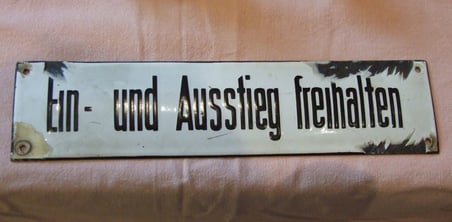 Ein - und Ausstieg freihalten